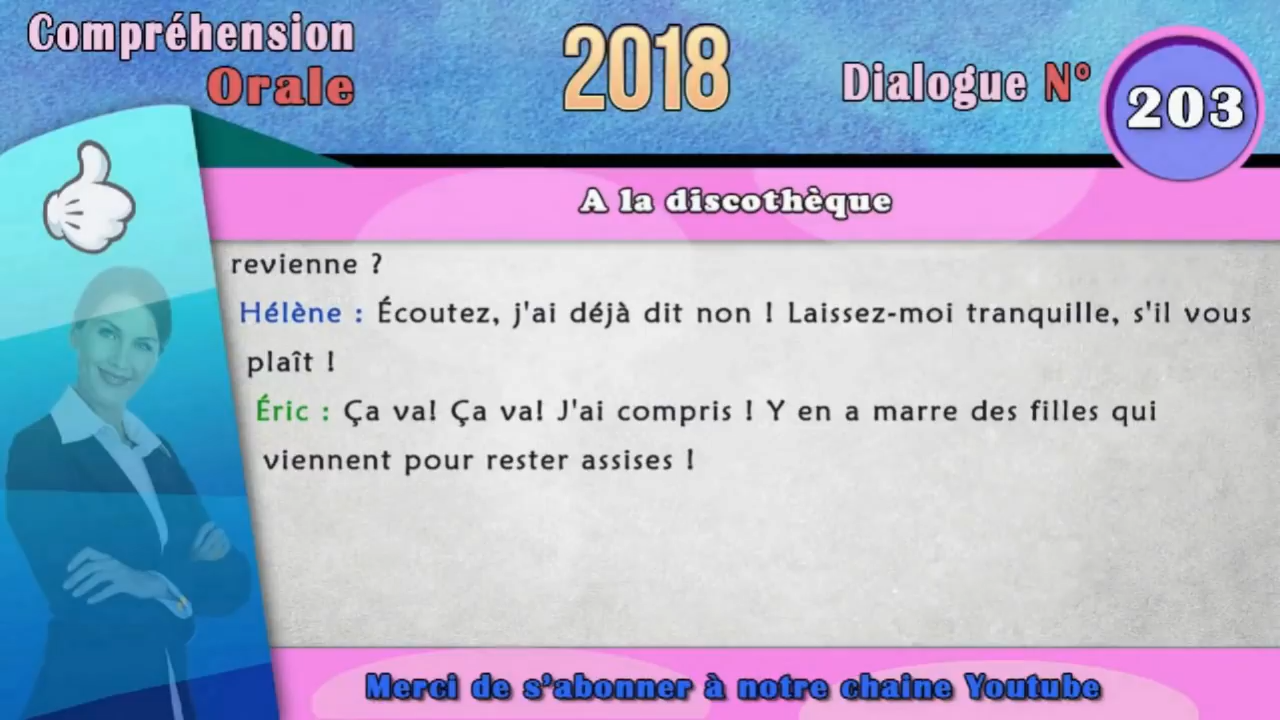 Compréhension
Orale
2018
Dialogue N°
203
A la discothèque
revienne ?
Hélène : Écoutez, j'ai déjà dit non ! Laissez-moi tranquille, s'il vous
plaît !
Éric : Ça va! Ça va! J'ai compris ! Y en a marre des filles qui
viennent pour rester assises !
Merci de s'abonner à notre chaine Youtube